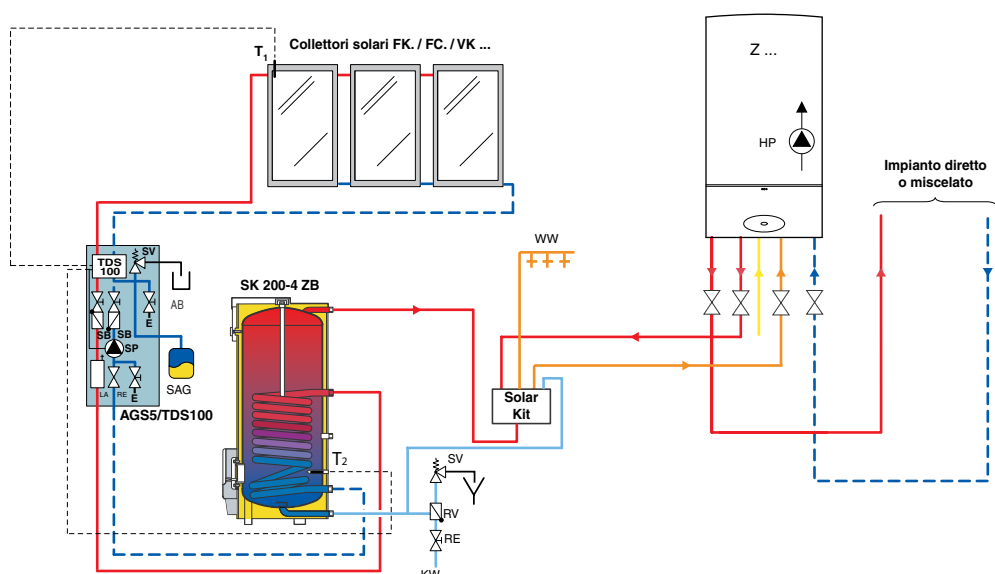 T1
Collettori solari FK. / FC. / VK ...
Z ...
HP
Impianto diretto
o miscelato
WW
TDS
100
SV
AB
SK 200-4 ZB
E
SB
SB
SP
SAG
LA
RE
E
AGS5/TDS100
Solar
Kit
T2
SV
RV
RE
KW